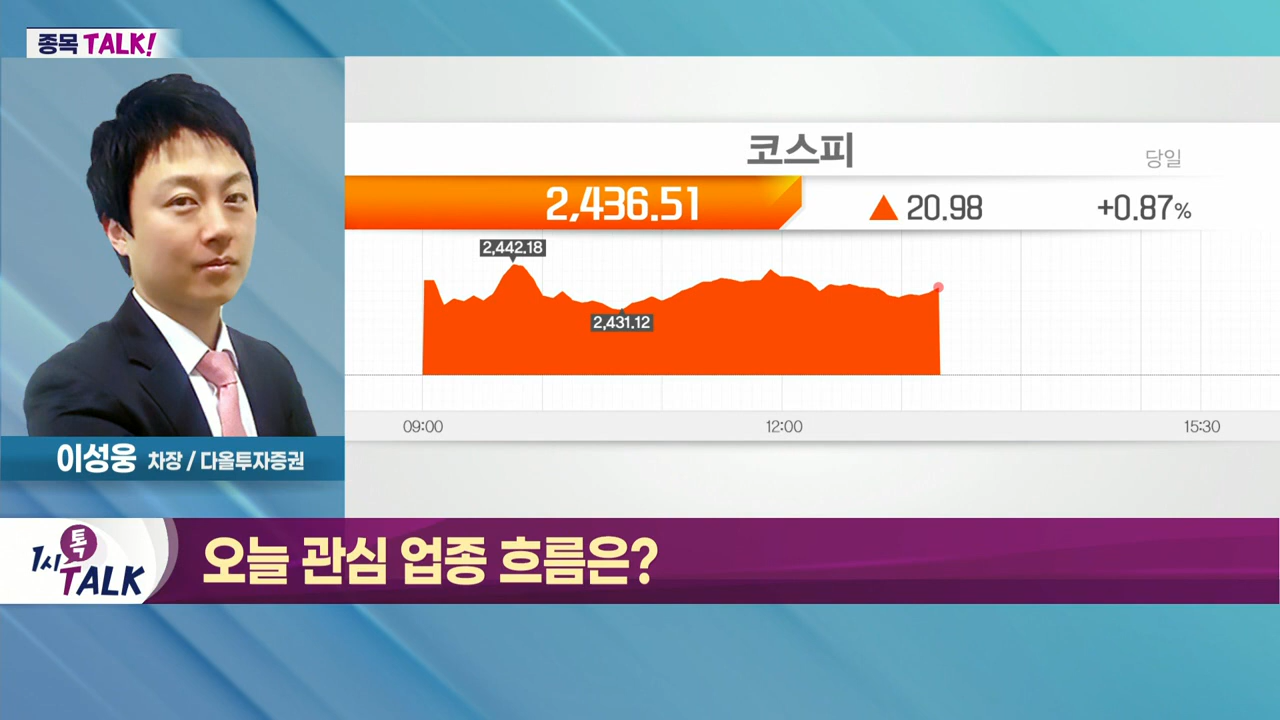 종목 TALK!
코스피
당일
2,436.51 ▲ 20.98 +0.87%
2,442.18
2,431.12
09:00 12:00 15:30
이성웅 차장 / 다올투자증권
1시 톡 TALK
오늘 관심 업종 흐름은?